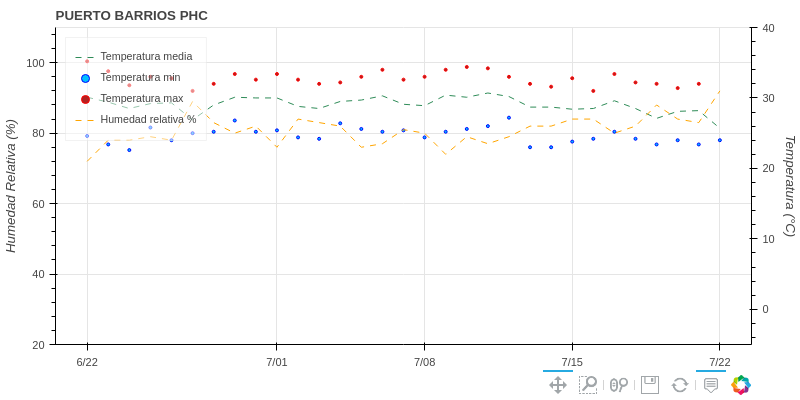 PUERTO BARRIOS PHC
Temperatura media
Temperatura min
Temperatura max
Humedad relativa %
Humedad Relativa (%)
100
80
60
40
20
Temperatura (°C)
40
30
20
10
0
6/22 7/01 7/08 7/15 7/22